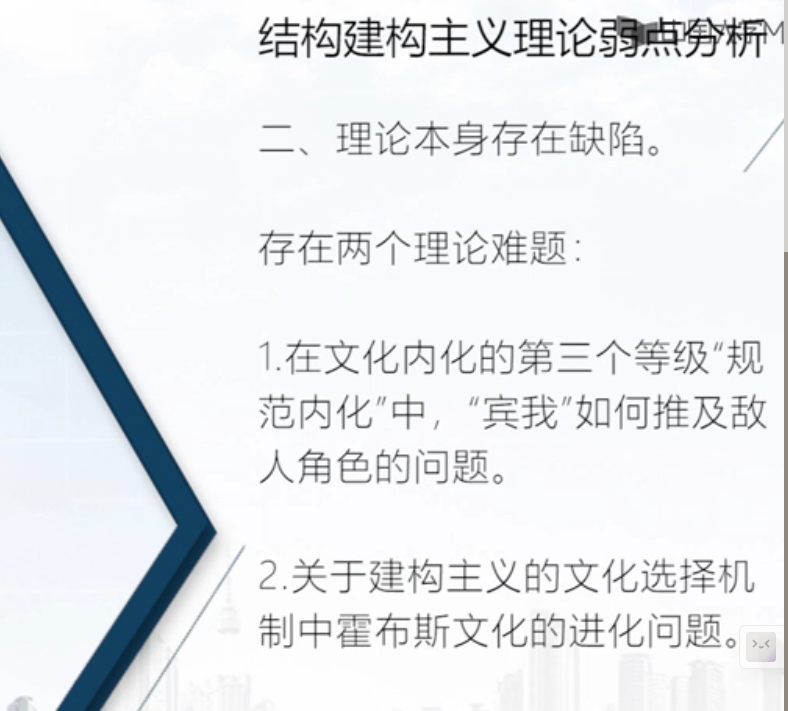 结构建构主义理论弱点分析
二、理论本身存在缺陷。
存在两个理论难题：
1.在文化内化的第三个等级“规
范内化”中，“宾我”如何推及敌
人角色的问题。
2.关于建构主义的文化选择机
制中霍布斯文化的进化问题。